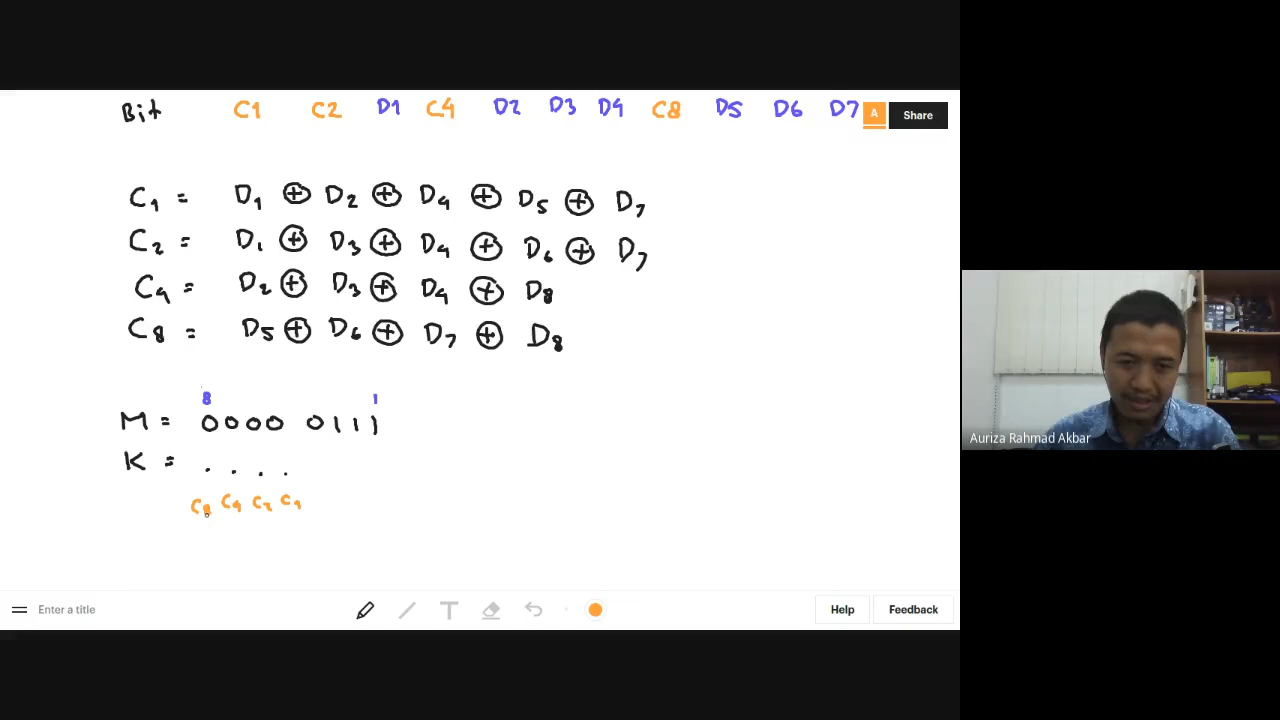 Bit C1 C2 D1 C4 D2 D3 D4 C8 D5 D6 D7 A Share
C₁ = D₁ ⊕ D₂ ⊕ D₄ ⊕ D₅ ⊕ D₇
C₂ = D₁ ⊕ D₃ ⊕ D₄ ⊕ D₆ ⊕ D₇
C₄ = D₂ ⊕ D₃ ⊕ D₄ ⊕ D₈
C₈ = D₅ ⊕ D₆ ⊕ D₇ ⊕ D₈
8 1
M = 0000 0111
K = . . . .
C₈ C₄ C₂ C₁
Auriza Rahmad Akbar
Enter a title T Help Feedback